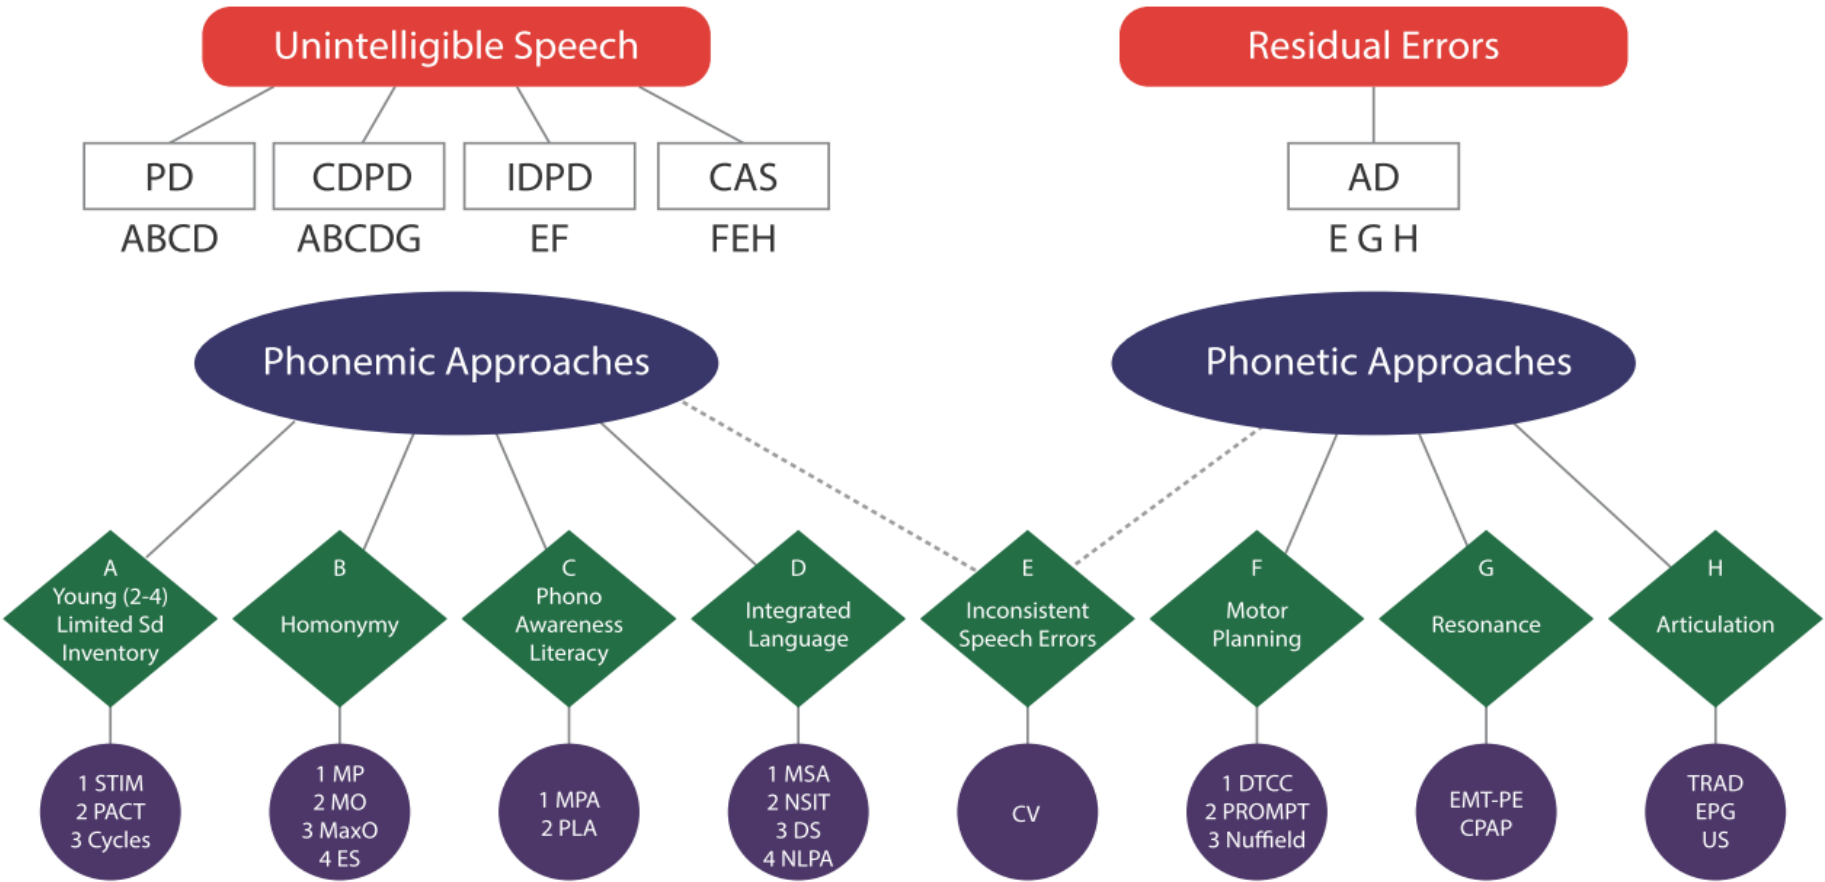 Unintelligible Speech
Residual Errors
PD
CDPD
IDPD
CAS
AD
ABCD
ABCDG
EF
FEH
E G H
Phonemic Approaches
Phonetic Approaches
A
Young (2-4)
Limited Sd
Inventory
B
Homonymy
C
Phono
Awareness
Literacy
D
Integrated
Language
E
Inconsistent
Speech Errors
F
Motor
Planning
G
Resonance
H
Articulation
1 STIM
2 PACT
3 Cycles
1 MP
2 MO
3 MaxO
4 ES
1 MPA
2 PLA
1 MSA
2 NSIT
3 DS
4 NLPA
CV
1 DTCC
2 PROMPT
3 Nuffield
EMT-PE
CPAP
TRAD
EPG
US